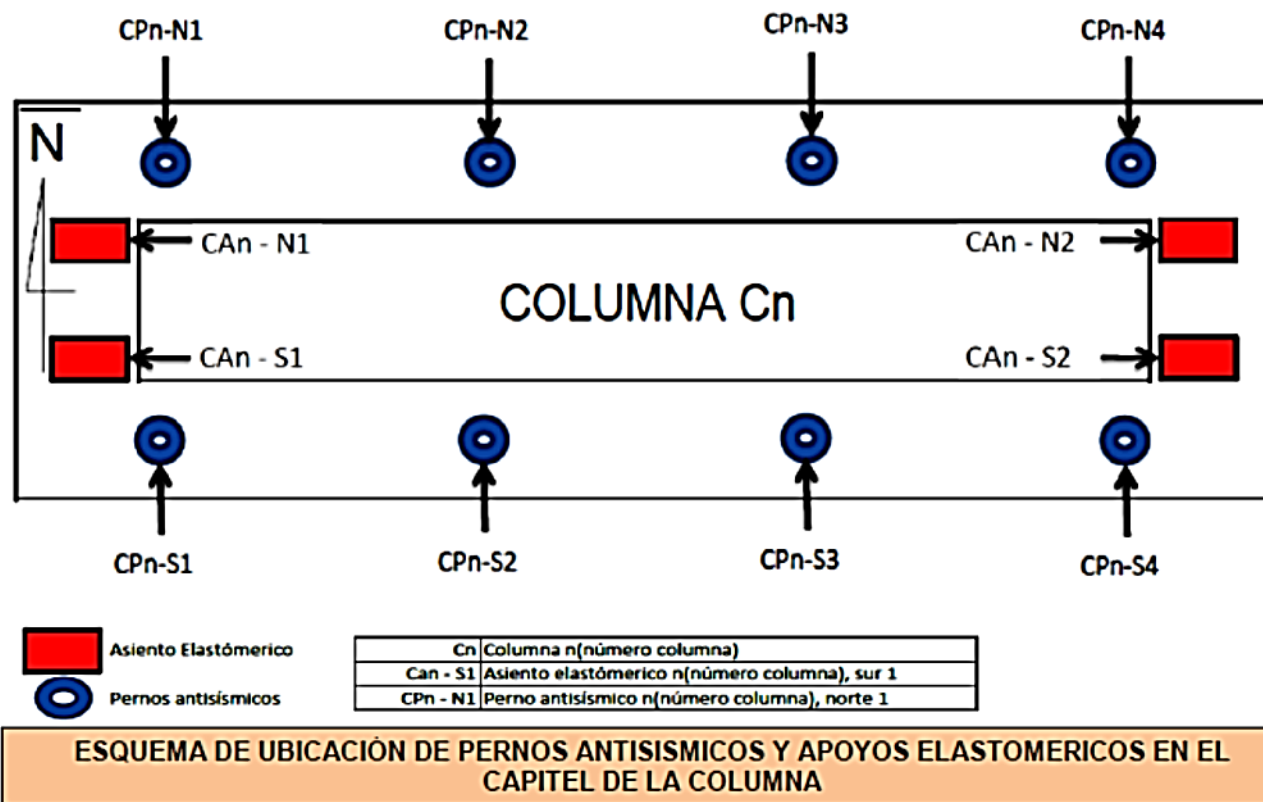 CPn-N1 CPn-N2 CPn-N3 CPn-N4
N
CAn - N1 CAn - N2
COLUMNA Cn
CAn - S1 CAn - S2
CPn-S1 CPn-S2 CPn-S3 CPn-S4
Asiento Elastómerico
Pernos antisísmicos
Cn Columna n(número columna)
Can - S1 Asiento elastómerico n(número columna), sur 1
CPn - N1 Perno antisísmico n(número columna), norte 1
ESQUEMA DE UBICACIÓN DE PERNOS ANTISISMICOS Y APOYOS ELASTOMERICOS EN EL
CAPITEL DE LA COLUMNA